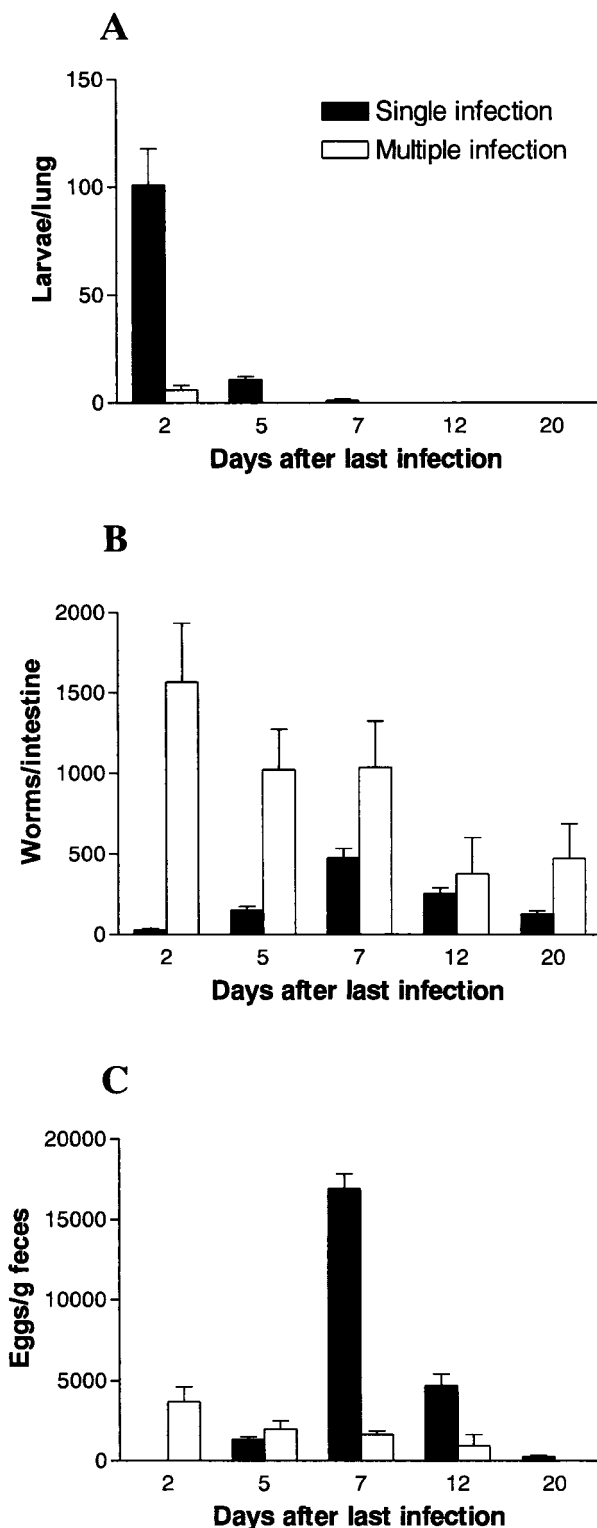 A
150
100
50
0
Larvae/lung
Single infection
Multiple infection
2 5 7 12 20
Days after last infection
B
2000
1500
1000
500
0
Worms/intestine
2 5 7 12 20
Days after last infection
C
20000
15000
10000
5000
0
Eggs/g feces
2 5 7 12 20
Days after last infection